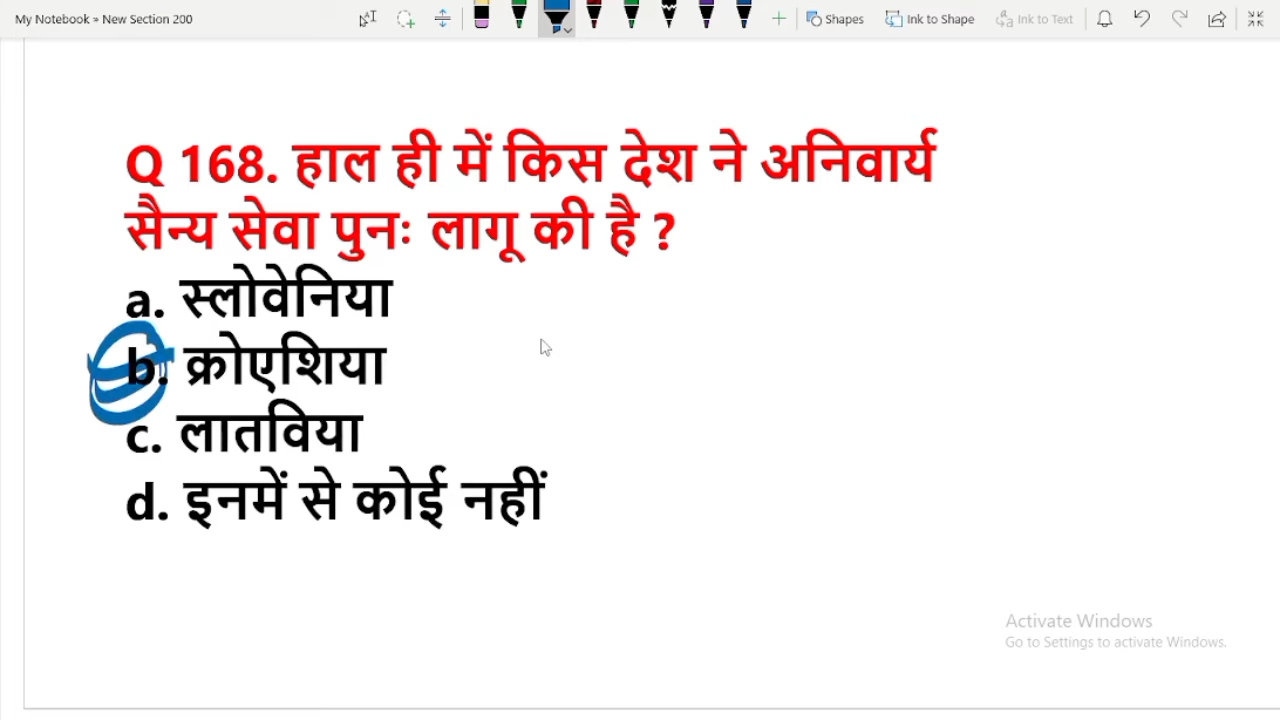 My Notebook » New Section 200
Shapes
Ink to Shape
Ink to Text
Q 168. हाल ही में किस देश ने अनिवार्य
सैन्य सेवा पुनः लागू की है ?
a. स्लोवेनिया
b. क्रोएशिया
c. लातविया
d. इनमें से कोई नहीं
Activate Windows
Go to Settings to activate Windows.